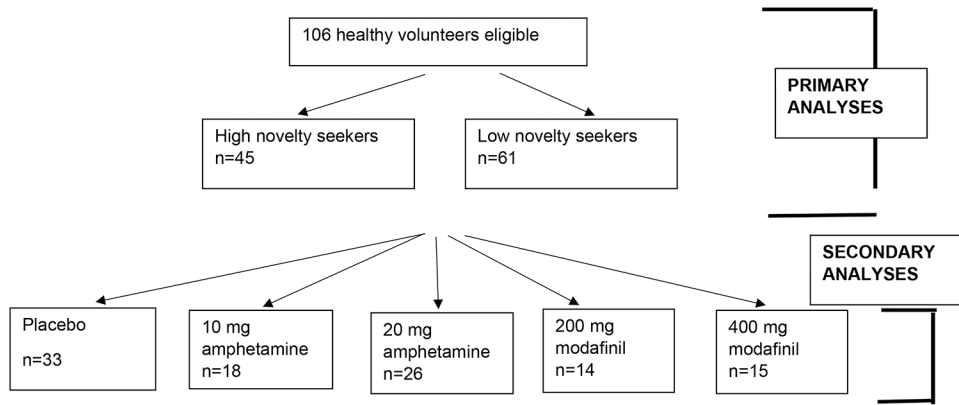 106 healthy volunteers eligible
PRIMARY
ANALYSES
High novelty seekers
n=45
Low novelty seekers
n=61
SECONDARY
ANALYSES
Placebo
n=33
10 mg
amphetamine
n=18
20 mg
amphetamine
n=26
200 mg
modafinil
n=14
400 mg
modafinil
n=15